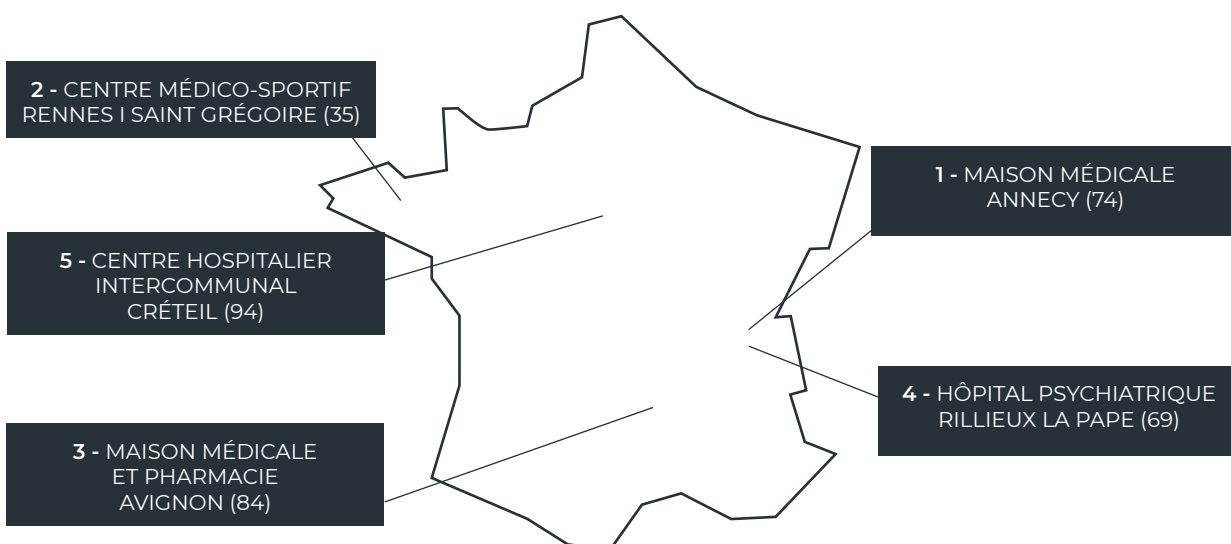 2 - CENTRE MÉDICO-SPORTIF
RENNES I SAINT GRÉGOIRE (35)
1 - MAISON MÉDICALE
ANNECY (74)
5 - CENTRE HOSPITALIER
INTERCOMMUNAL
CRÉTEIL (94)
4 - HÔPITAL PSYCHIATRIQUE
RILLIEUX LA PAPE (69)
3 - MAISON MÉDICALE
ET PHARMACIE
AVIGNON (84)